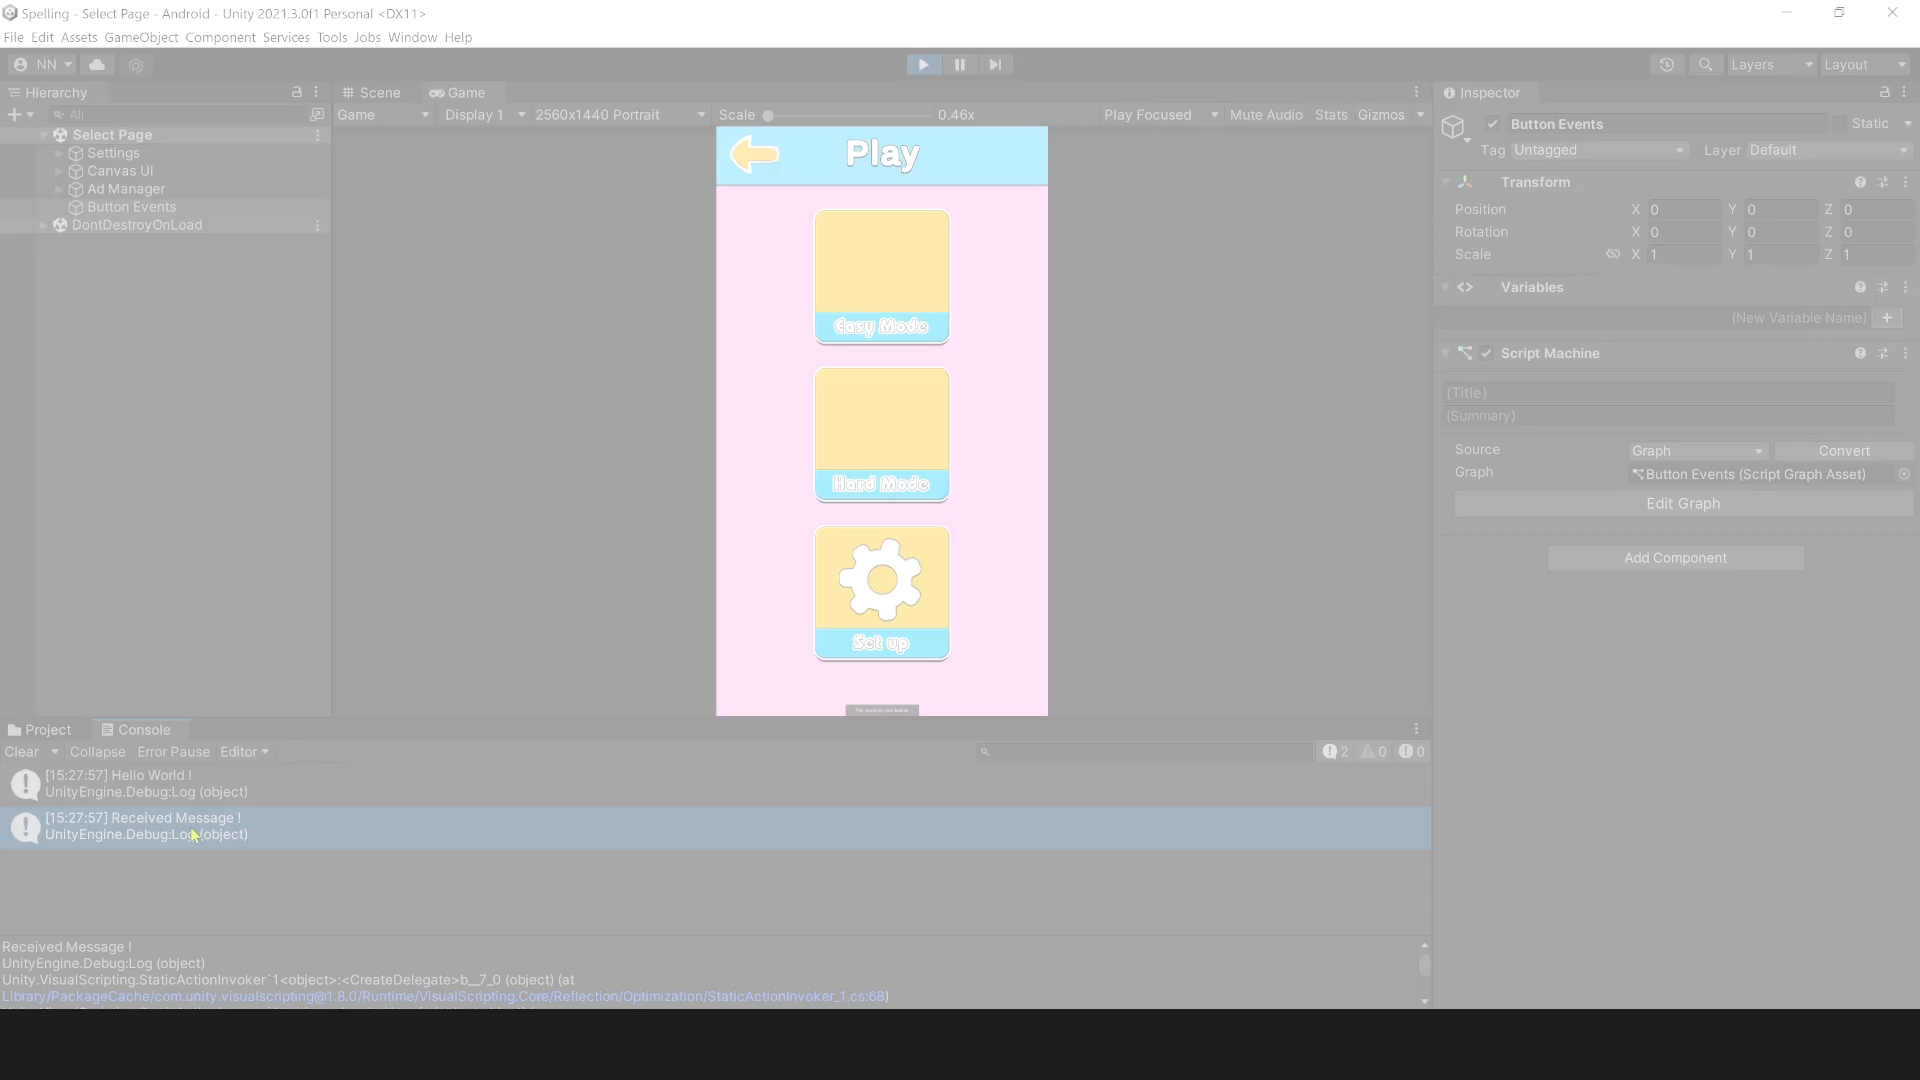 Spelling - Select Page - Android - Unity 2021.3.0f1 Personal <DX11>
File Edit Assets GameObject Component Services Tools Jobs Window Help
NN
Layers
Layout
Hierarchy
All
Select Page
Settings
Canvas UI
Ad Manager
Button Events
DontDestroyOnLoad
Scene
Game
Game
Display 1
2560x1440 Portrait
Scale
0.46x
Play Focused
Mute Audio
Stats
Gizmos
Play
Easy Mode
Hard Mode
Set up
Inspector
Button Events
Static
Tag Untagged
Layer Default
Transform
Position X 0 Y 0 Z 0
Rotation X 0 Y 0 Z 0
Scale X 1 Y 1 Z 1
Variables
(New Variable Name) +
Script Machine
(Title)
(Summary)
Source Graph Convert
Graph Button Events (Script Graph Asset)
Edit Graph
Add Component
Project
Console
Clear
Collapse
Error Pause
Editor
2
0
0
[15:27:57] Hello World !
UnityEngine.Debug:Log (object)
[15:27:57] Received Message !
UnityEngine.Debug:Log (object)
Received Message !
UnityEngine.Debug:Log (object)
Unity.VisualScripting.StaticActionInvoker`1<object>:<CreateDelegate>b__7_0 (object) (at
Library/PackageCache/com.unity.visualscripting@1.8.0/Runtime/VisualScripting.Core/Reflection/Optimization/StaticActionInvoker_1.cs:68)